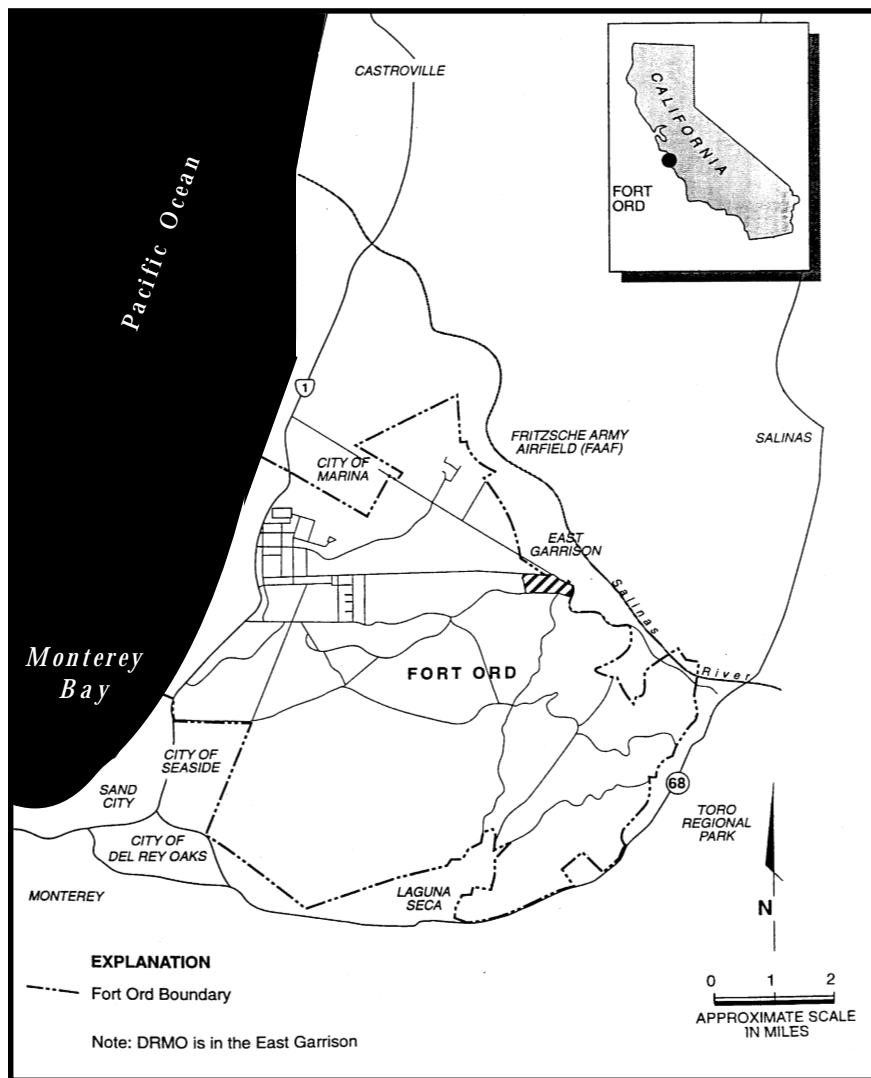 CASTROVILLE
CALIFORNIA
FORT
ORD
Pacific Ocean
1
FRITZSCHE ARMY
AIRFIELD (FAAF)
SALINAS
CITY OF
MARINA
EAST
GARRISON
Salinas
River
Monterey
Bay
FORT ORD
CITY OF
SEASIDE
68
SAND
CITY
TORO
REGIONAL
PARK
CITY OF
DEL REY OAKS
MONTEREY
LAGUNA
SECA
N
EXPLANATION
Fort Ord Boundary
0 1 2
APPROXIMATE SCALE
IN MILES
Note: DRMO is in the East Garrison